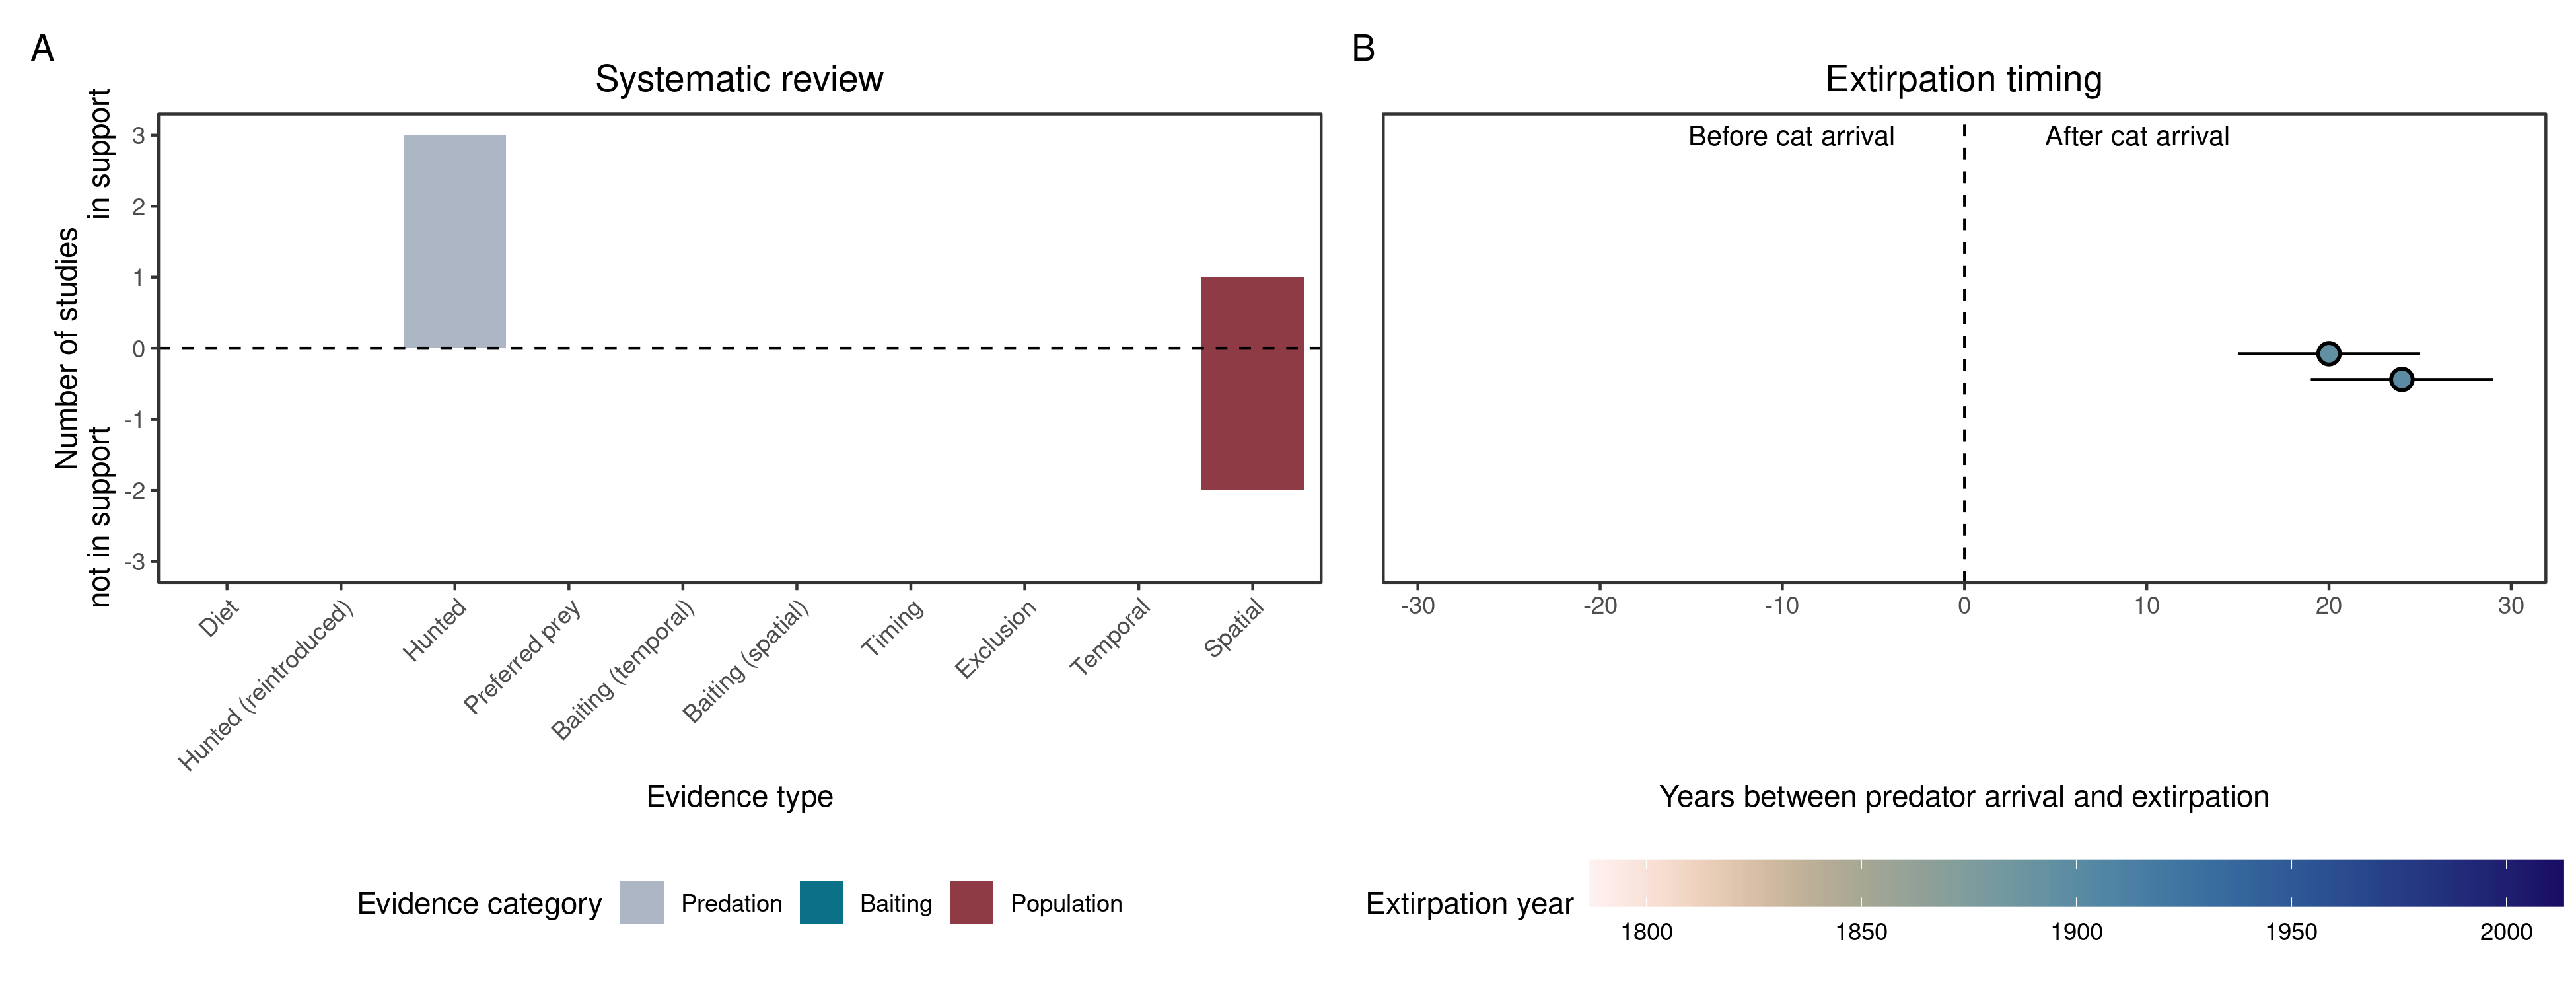 A
Systematic review
Number of studies
not in support
in support
3
2
1
0
-1
-2
-3
Diet
Hunted (reintroduced)
Hunted
Preferred prey
Baiting (temporal)
Baiting (spatial)
Timing
Exclusion
Temporal
Spatial
Evidence type
Evidence category
Predation
Baiting
Population
B
Extirpation timing
Before cat arrival
After cat arrival
-30
-20
-10
0
10
20
30
Years between predator arrival and extirpation
Extirpation year
1800
1850
1900
1950
2000